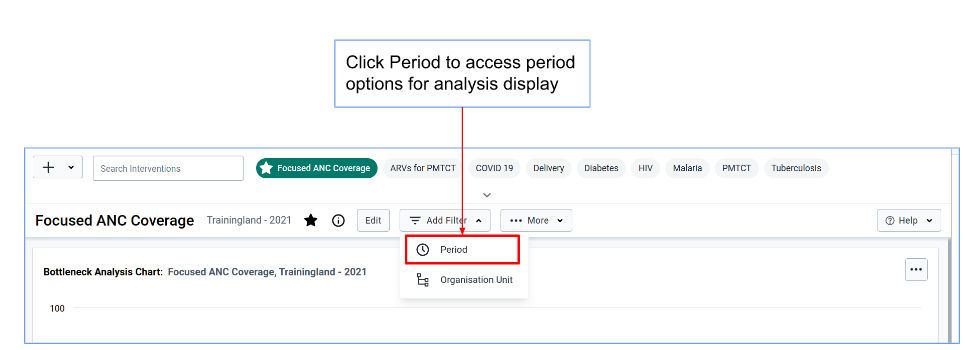 Click Period to access period
options for analysis display
Search Interventions
Focused ANC Coverage
ARVs for PMTCT
COVID 19
Delivery
Diabetes
HIV
Malaria
PMTCT
Tuberculosis
Focused ANC Coverage
Trainingland - 2021
Edit
Add Filter
More
Help
Period
Organisation Unit
Bottleneck Analysis Chart: Focused ANC Coverage, Trainingland - 2021
100